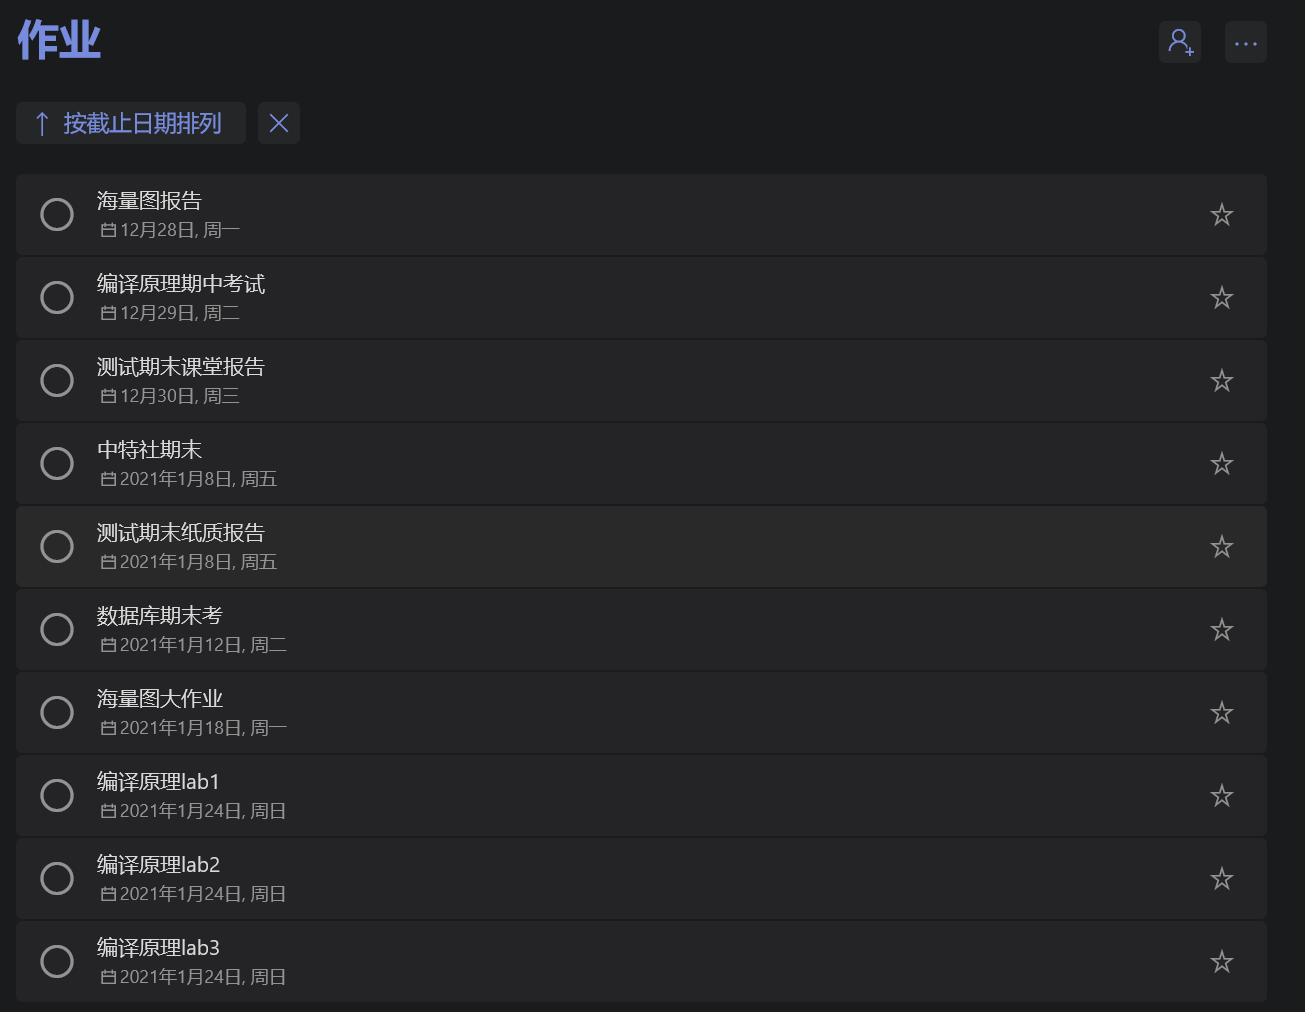 作业
按截止日期排列
海量图报告
12月28日, 周一
编译原理期中考试
12月29日, 周二
测试期末课堂报告
12月30日, 周三
中特社期末
2021年1月8日, 周五
测试期末纸质报告
2021年1月8日, 周五
数据库期末考
2021年1月12日, 周二
海量图大作业
2021年1月18日, 周一
编译原理lab1
2021年1月24日, 周日
编译原理lab2
2021年1月24日, 周日
编译原理lab3
2021年1月24日, 周日